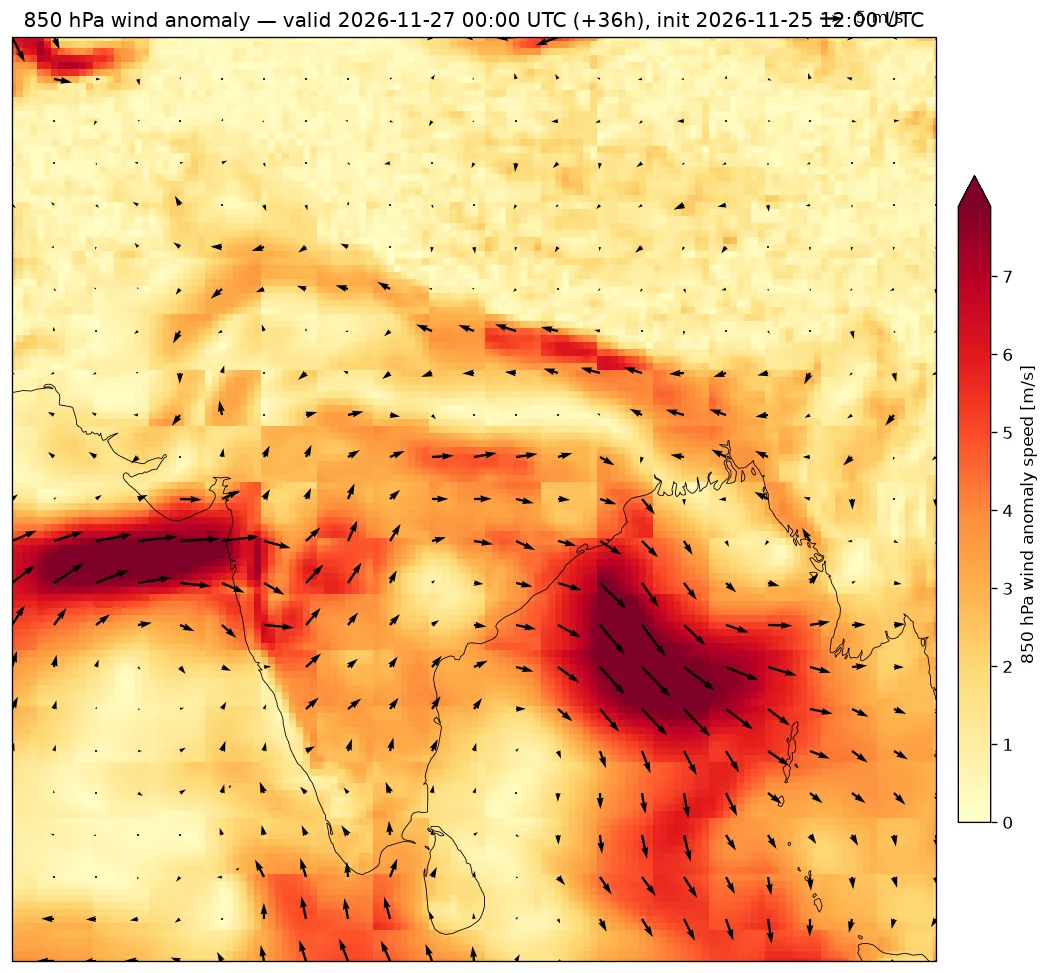 850 hPa wind anomaly — valid 2026-11-27 00:00 UTC (+36h), init 2026-11-25 12:00 UTC
5 m/s
7
6
5
4
3
2
1
0
850 hPa wind anomaly speed [m/s]